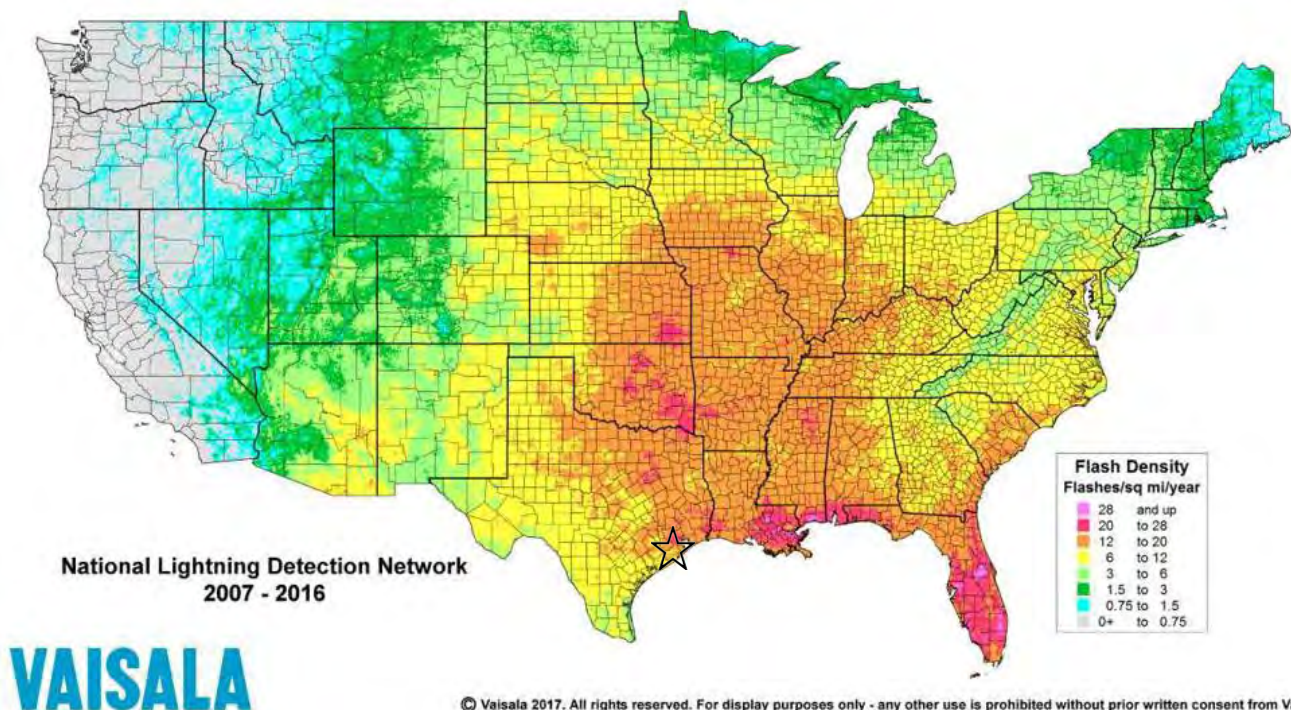 Flash Density
Flashes/sq mi/year
28 and up
20 to 28
12 to 20
6 to 12
3 to 6
1.5 to 3
0.75 to 1.5
0+ to 0.75
National Lightning Detection Network
2007 - 2016
VAISALA
© Vaisala 2017. All rights reserved. For display purposes only - any other use is prohibited without prior written consent from